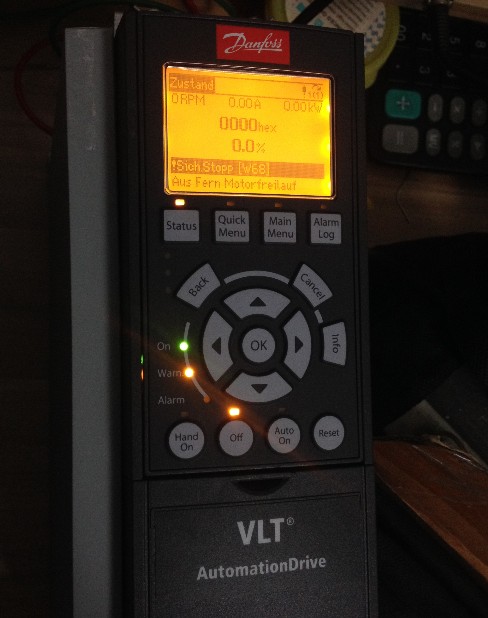 Danfoss
Zustand 1(1)
0RPM 0.00A 0.00kW
0000hex
0.0%
!Sich.Stopp [W68]
Aus Fern Motorfreilauf
Status Quick Menu Main Menu Alarm Log
Back Cancel
OK Info
On
Warn.
Alarm
Hand On Off Auto On Reset
VLT®
AutomationDrive